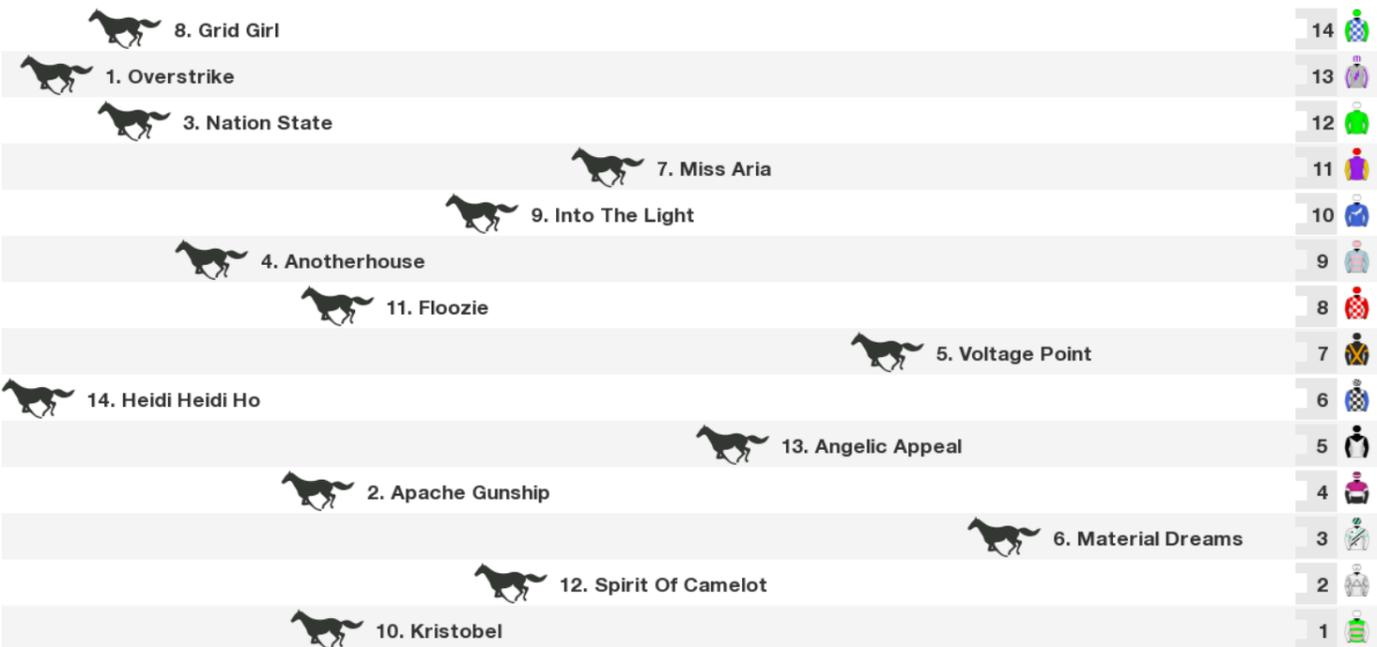 8. Grid Girl 14
1. Overstrike 13
3. Nation State 12
7. Miss Aria 11
9. Into The Light 10
4. Anotherhouse 9
11. Floozie 8
5. Voltage Point 7
14. Heidi Heidi Ho 6
13. Angelic Appeal 5
2. Apache Gunship 4
6. Material Dreams 3
12. Spirit Of Camelot 2
10. Kristobel 1